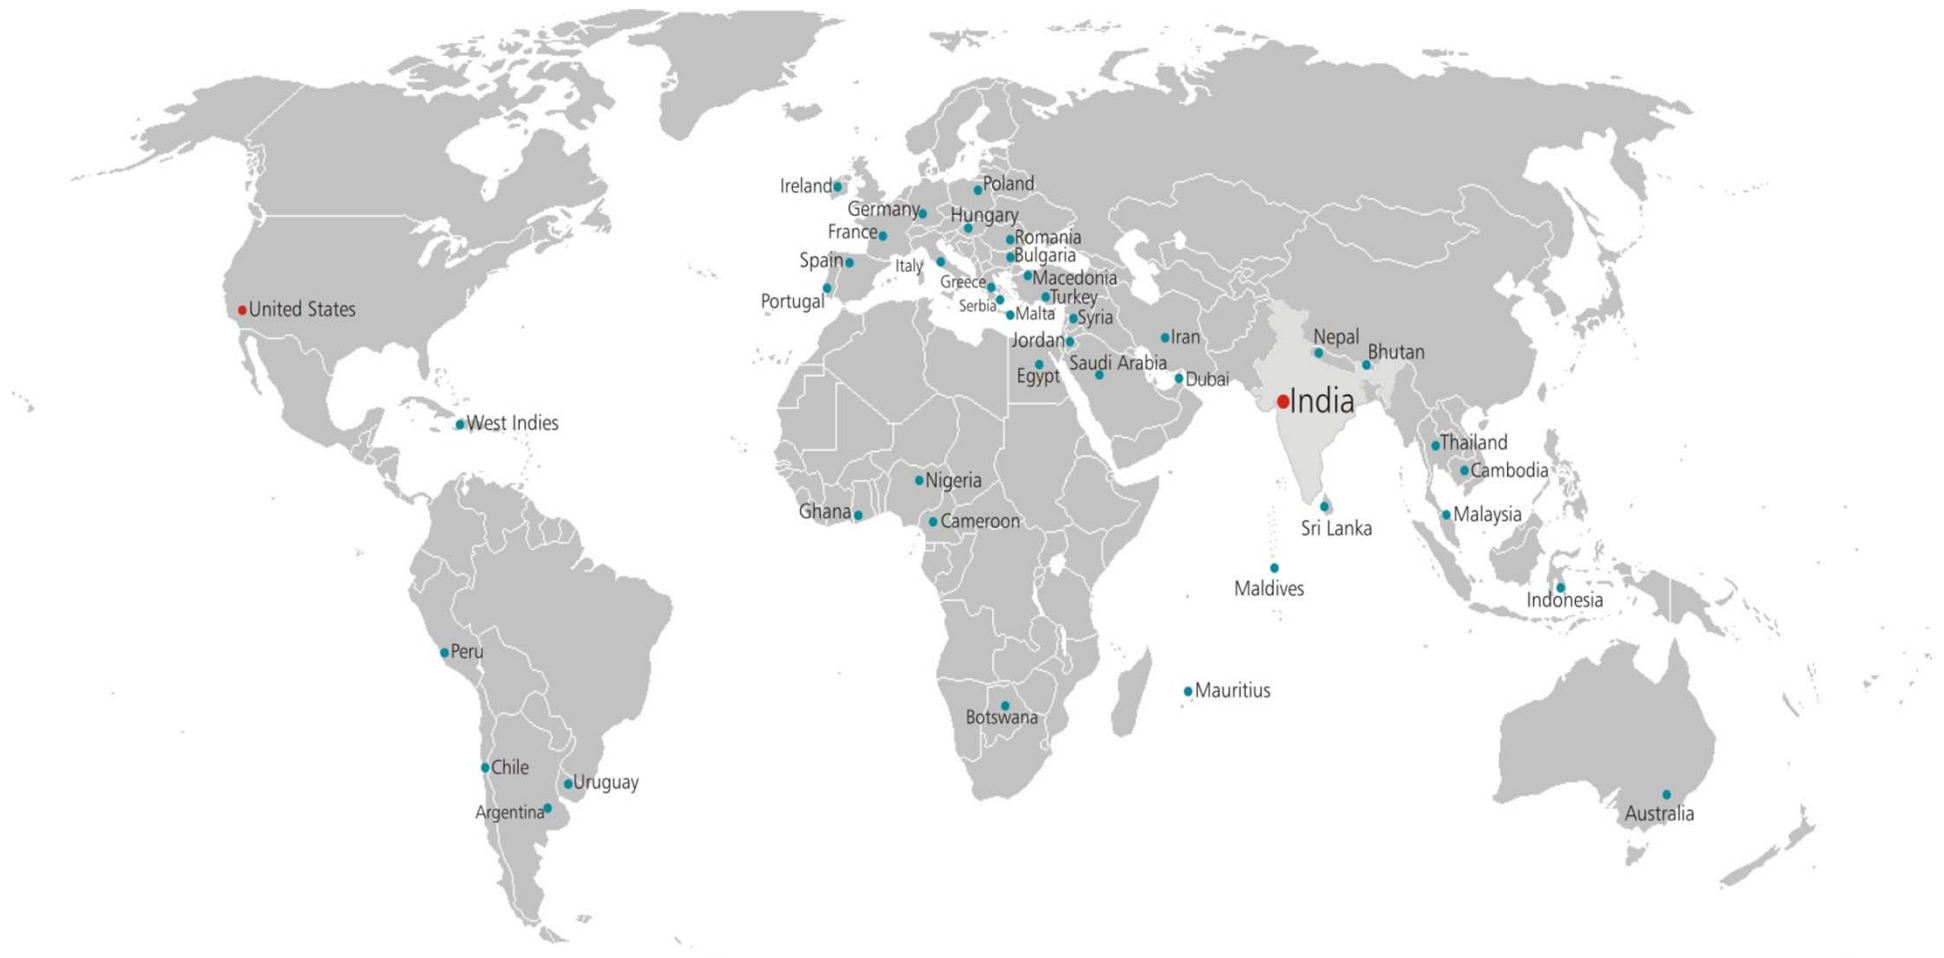 Ireland
Poland
Germany
Hungary
France
Romania
Bulgaria
Spain
Italy
Macedonia
Greece
Portugal
Turkey
Serbia
Malta
Syria
United States
Jordan
Iran
Nepal
Bhutan
Saudi Arabia
Egypt
Dubai
India
West Indies
Thailand
Cambodia
Nigeria
Ghana
Cameroon
Malaysia
Sri Lanka
Maldives
Indonesia
Peru
Mauritius
Botswana
Chile
Uruguay
Argentina
Australia